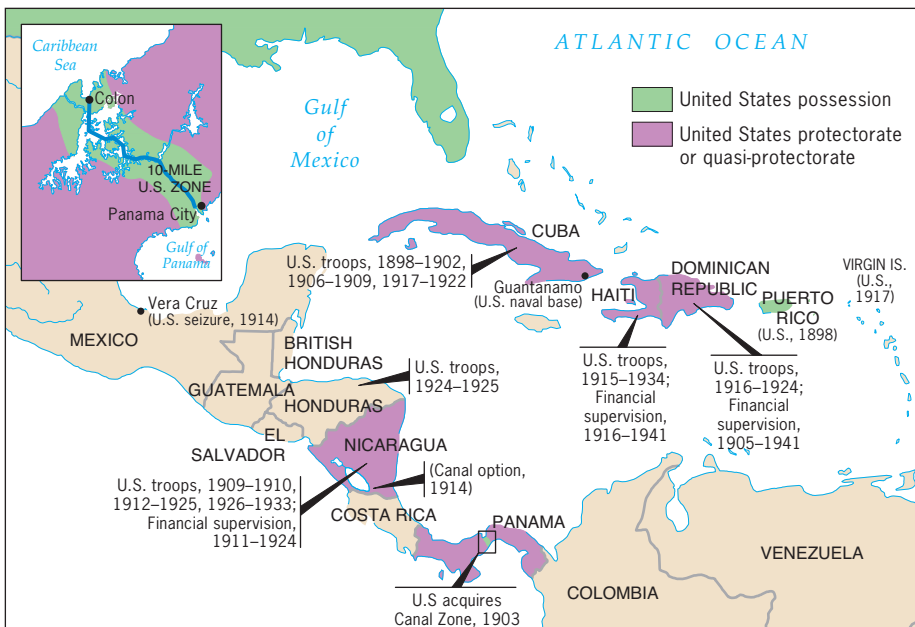 Caribbean
Sea
Colon
10-MILE
U.S. ZONE
Panama City
Gulf of
Panama
ATLANTIC OCEAN
Gulf
of
Mexico
United States possession
United States protectorate
or quasi-protectorate
CUBA
U.S. troops, 1898–1902,
1906–1909, 1917–1922
Guantanamo
(U.S. naval base)
HAITI
DOMINICAN
REPUBLIC
PUERTO
RICO
(U.S., 1898)
VIRGIN IS.
(U.S.,
1917)
Vera Cruz
(U.S. seizure, 1914)
MEXICO
BRITISH
HONDURAS
U.S. troops,
1924–1925
GUATEMALA
HONDURAS
EL
SALVADOR
NICARAGUA
U.S. troops,
1915–1934;
Financial
supervision,
1916–1941
U.S. troops,
1916–1924;
Financial
supervision,
1905–1941
U.S. troops, 1909–1910,
1912–1925, 1926–1933;
Financial supervision,
1911–1924
(Canal option,
1914)
COSTA RICA
PANAMA
U.S acquires
Canal Zone, 1903
COLOMBIA
VENEZUELA